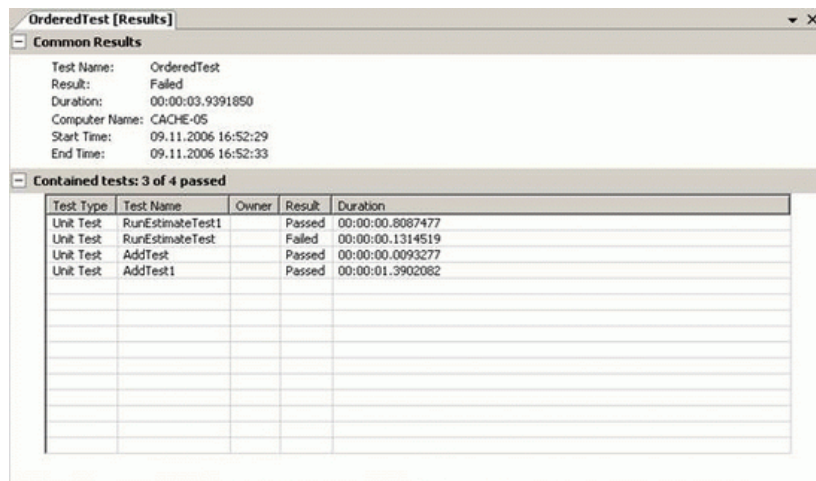 OrderedTest [Results]
Common Results
Test Name: OrderedTest
Result: Failed
Duration: 00:00:03.9391850
Computer Name: CACHE-05
Start Time: 09.11.2006 16:52:29
End Time: 09.11.2006 16:52:33
Contained tests: 3 of 4 passed
Test Type Test Name Owner Result Duration
Unit Test RunEstimateTest1 Passed 00:00:00.8087477
Unit Test RunEstimateTest Failed 00:00:00.1314519
Unit Test AddTest Passed 00:00:00.0093277
Unit Test AddTest1 Passed 00:00:01.3902082